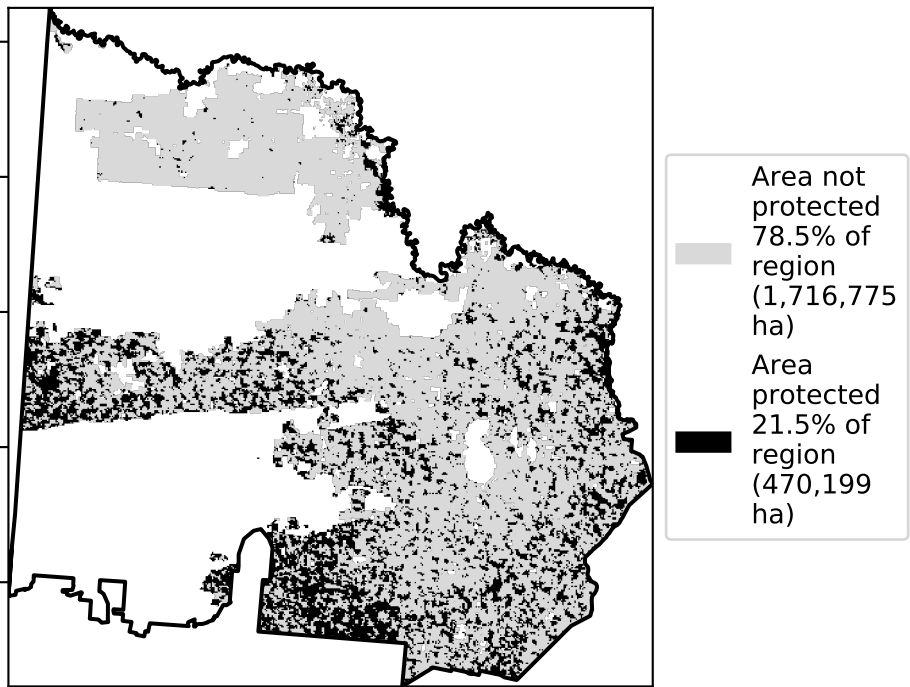 Area not
protected
78.5% of
region
(1,716,775
ha)
Area
protected
21.5% of
region
(470,199
ha)